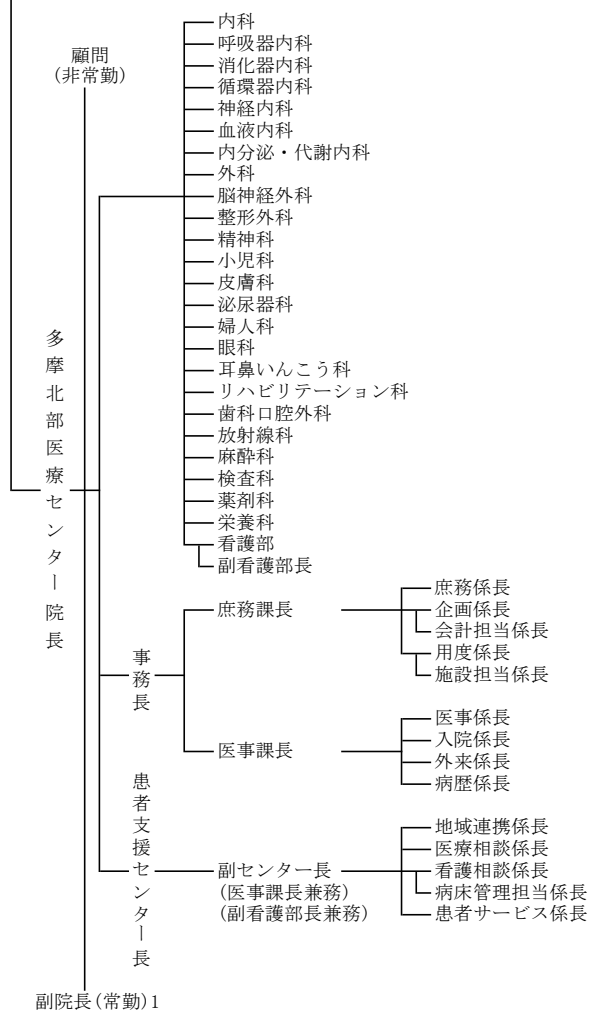 顧問
(非常勤)
多摩北部医療センター院長
内科
呼吸器内科
消化器内科
循環器内科
神経内科
血液内科
内分泌・代謝内科
外科
脳神経外科
整形外科
精神科
小児科
皮膚科
泌尿器科
婦人科
眼科
耳鼻いんこう科
リハビリテーション科
歯科口腔外科
放射線科
麻酔科
検査科
薬剤科
栄養科
看護部
副看護部長
事務長
庶務課長
庶務係長
企画係長
会計担当係長
用度係長
施設担当係長
医事課長
医事係長
入院係長
外来係長
病歴係長
患者支援センター長
副センター長
(医事課長兼務)
(副看護部長兼務)
地域連携係長
医療相談係長
看護相談係長
病床管理担当係長
患者サービス係長
副院長(常勤)1